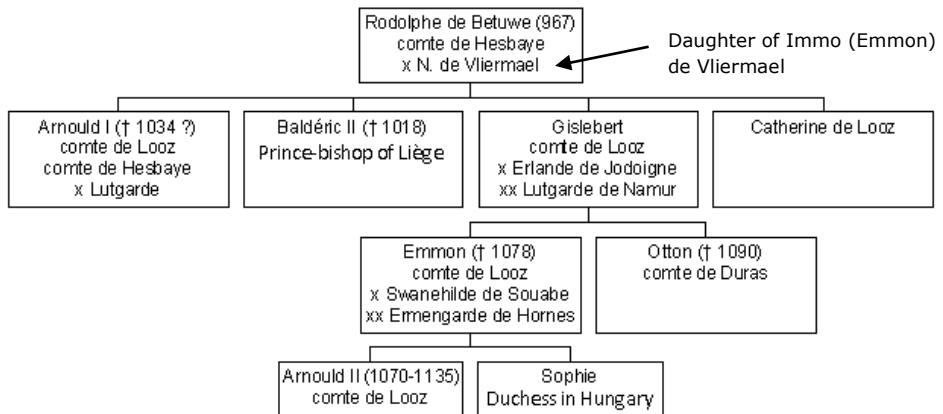 Rodolphe de Betuwe (967)
comte de Hesbaye
x N. de Vliermael
Daughter of Immo (Emmon)
de Vliermael
Arnould I († 1034 ?)
comte de Looz
comte de Hesbaye
x Lutgarde
Baldéric II († 1018)
Prince-bishop of Liège
Gislebert
comte de Looz
x Erlande de Jodoigne
xx Lutgarde de Namur
Catherine de Looz
Emmon († 1078)
comte de Looz
x Swanehilde de Souabe
xx Ermengarde de Hornes
Otton († 1090)
comte de Duras
Arnould II (1070-1135)
comte de Looz
Sophie
Duchess in Hungary